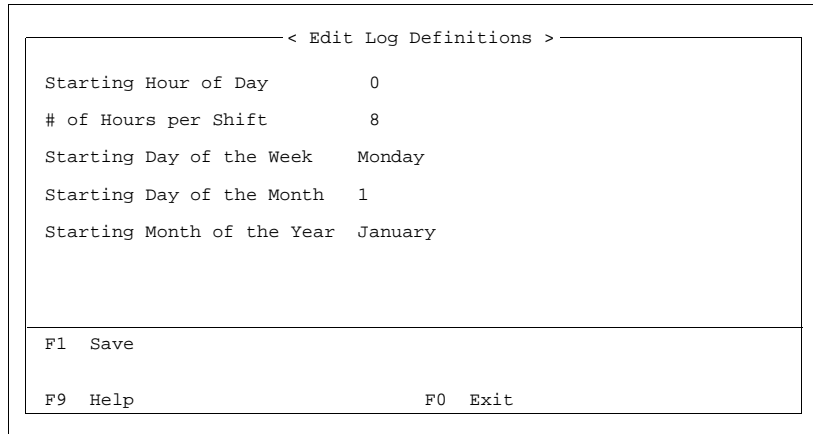 < Edit Log Definitions >
Starting Hour of Day 0
# of Hours per Shift 8
Starting Day of the Week Monday
Starting Day of the Month 1
Starting Month of the Year January
F1 Save
F9 Help F0 Exit